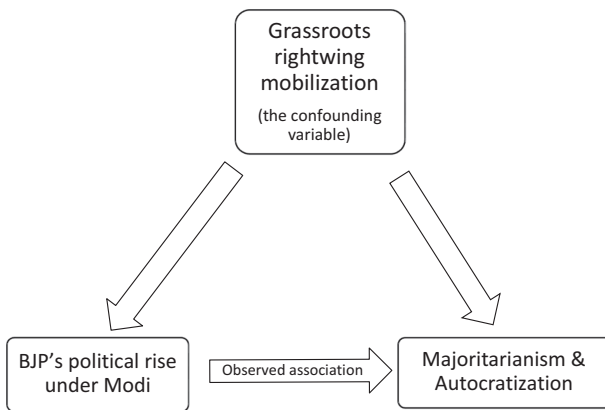 Grassroots
rightwing
mobilization
(the confounding
variable)
BJP's political rise
under Modi
Observed association
Majoritarianism &
Autocratization